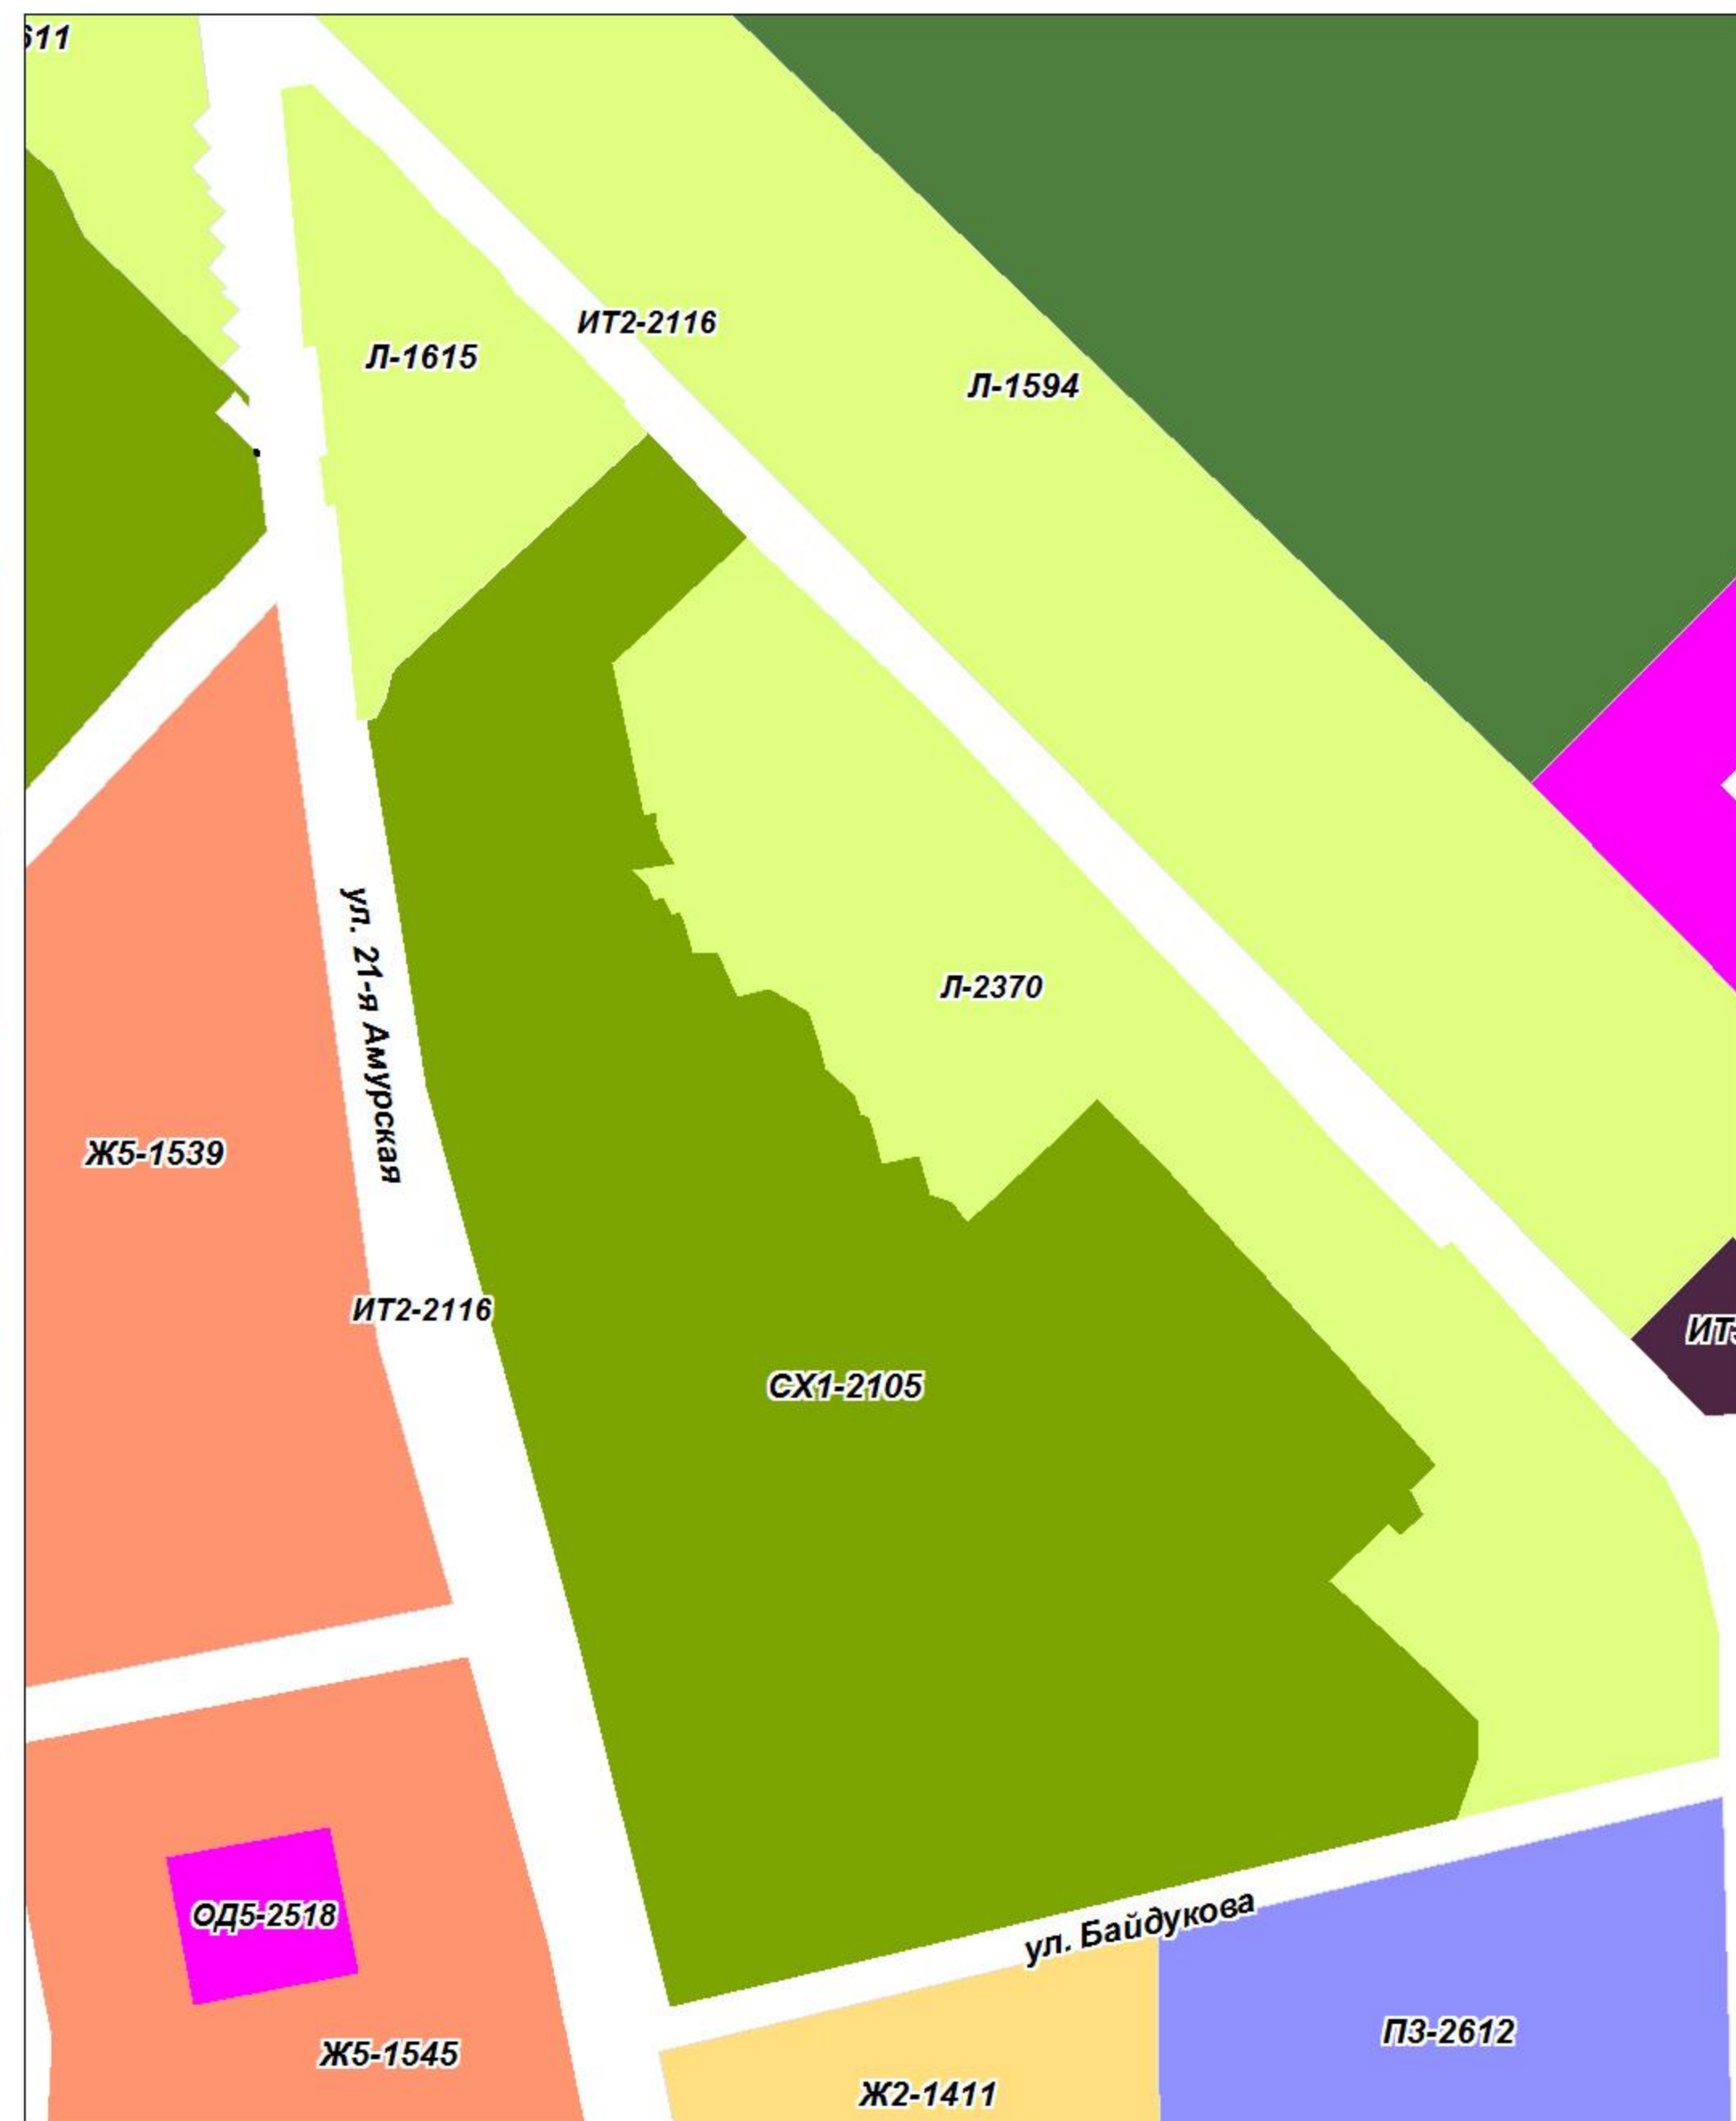 611
ИТ2-2116
Л-1615
Л-1594
ул. 21-я Амурская
Л-2370
Ж5-1539
ИТ2-2116
ИТ
СХ1-2105
ОД5-2518
ул. Байдукова
П3-2612
Ж5-1545
Ж2-1411